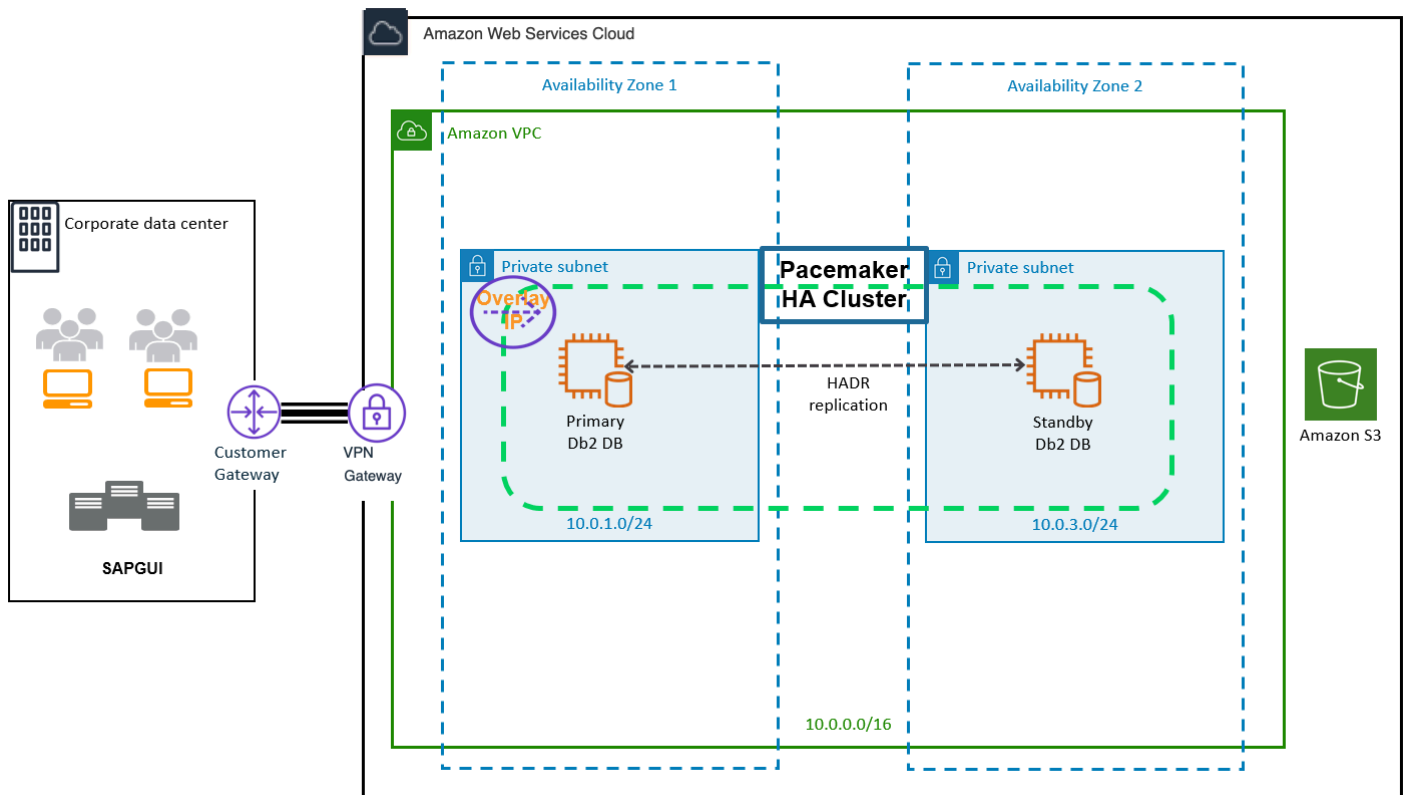 Amazon Web Services Cloud
Availability Zone 1
Availability Zone 2
Amazon VPC
Corporate data center
Private subnet
Pacemaker
HA Cluster
Private subnet
Overlay
IP
HADR
replication
Primary
Db2 DB
Standby
Db2 DB
Amazon S3
Customer
Gateway
VPN
Gateway
10.0.1.0/24
10.0.3.0/24
SAPGUI
10.0.0.0/16